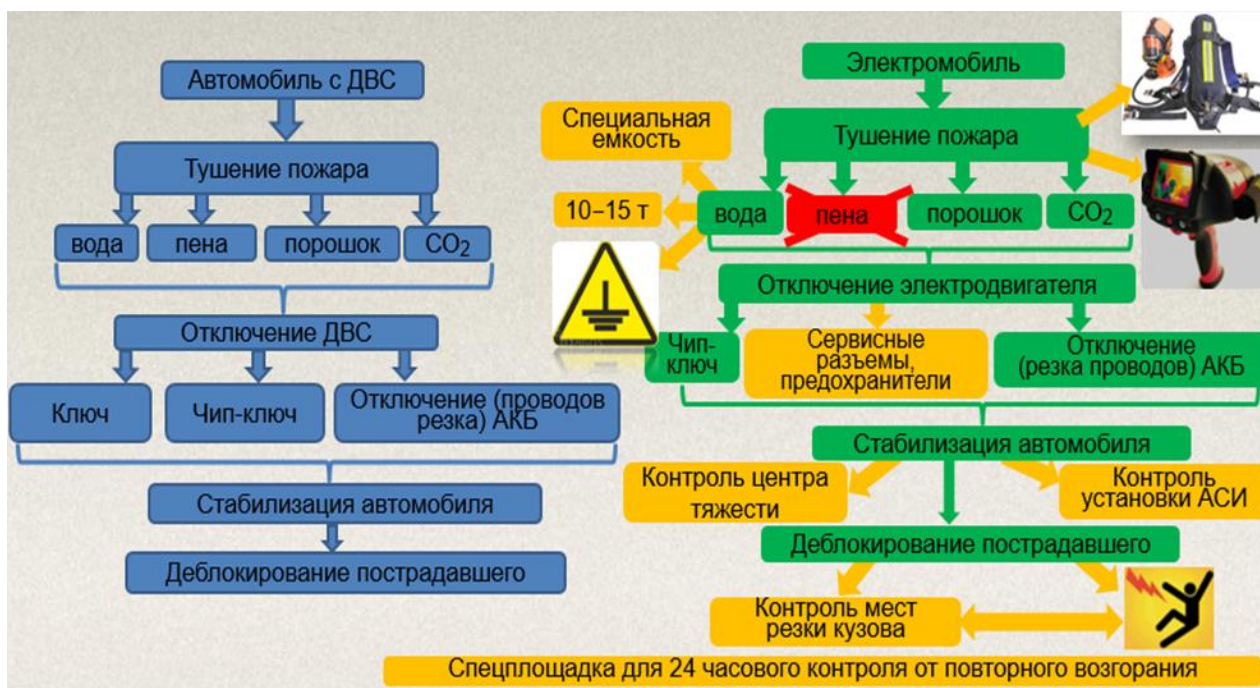 Автомобиль с ДВС
Тушение пожара
вода
пена
порошок
CO2
Отключение ДВС
Ключ
Чип-ключ
Отключение (проводов
резка) АКБ
Стабилизация автомобиля
Деблокирование пострадавшего
Электромобиль
Специальная
емкость
Тушение пожара
10–15 т
вода
пена
порошок
CO2
Отключение электродвигателя
Чип-
ключ
Сервисные
разъемы,
предохранители
Отключение
(резка проводов) АКБ
Стабилизация автомобиля
Контроль центра
тяжести
Контроль
установки АСИ
Деблокирование пострадавшего
Контроль мест
резки кузова
Спецплощадка для 24 часового контроля от повторного возгорания